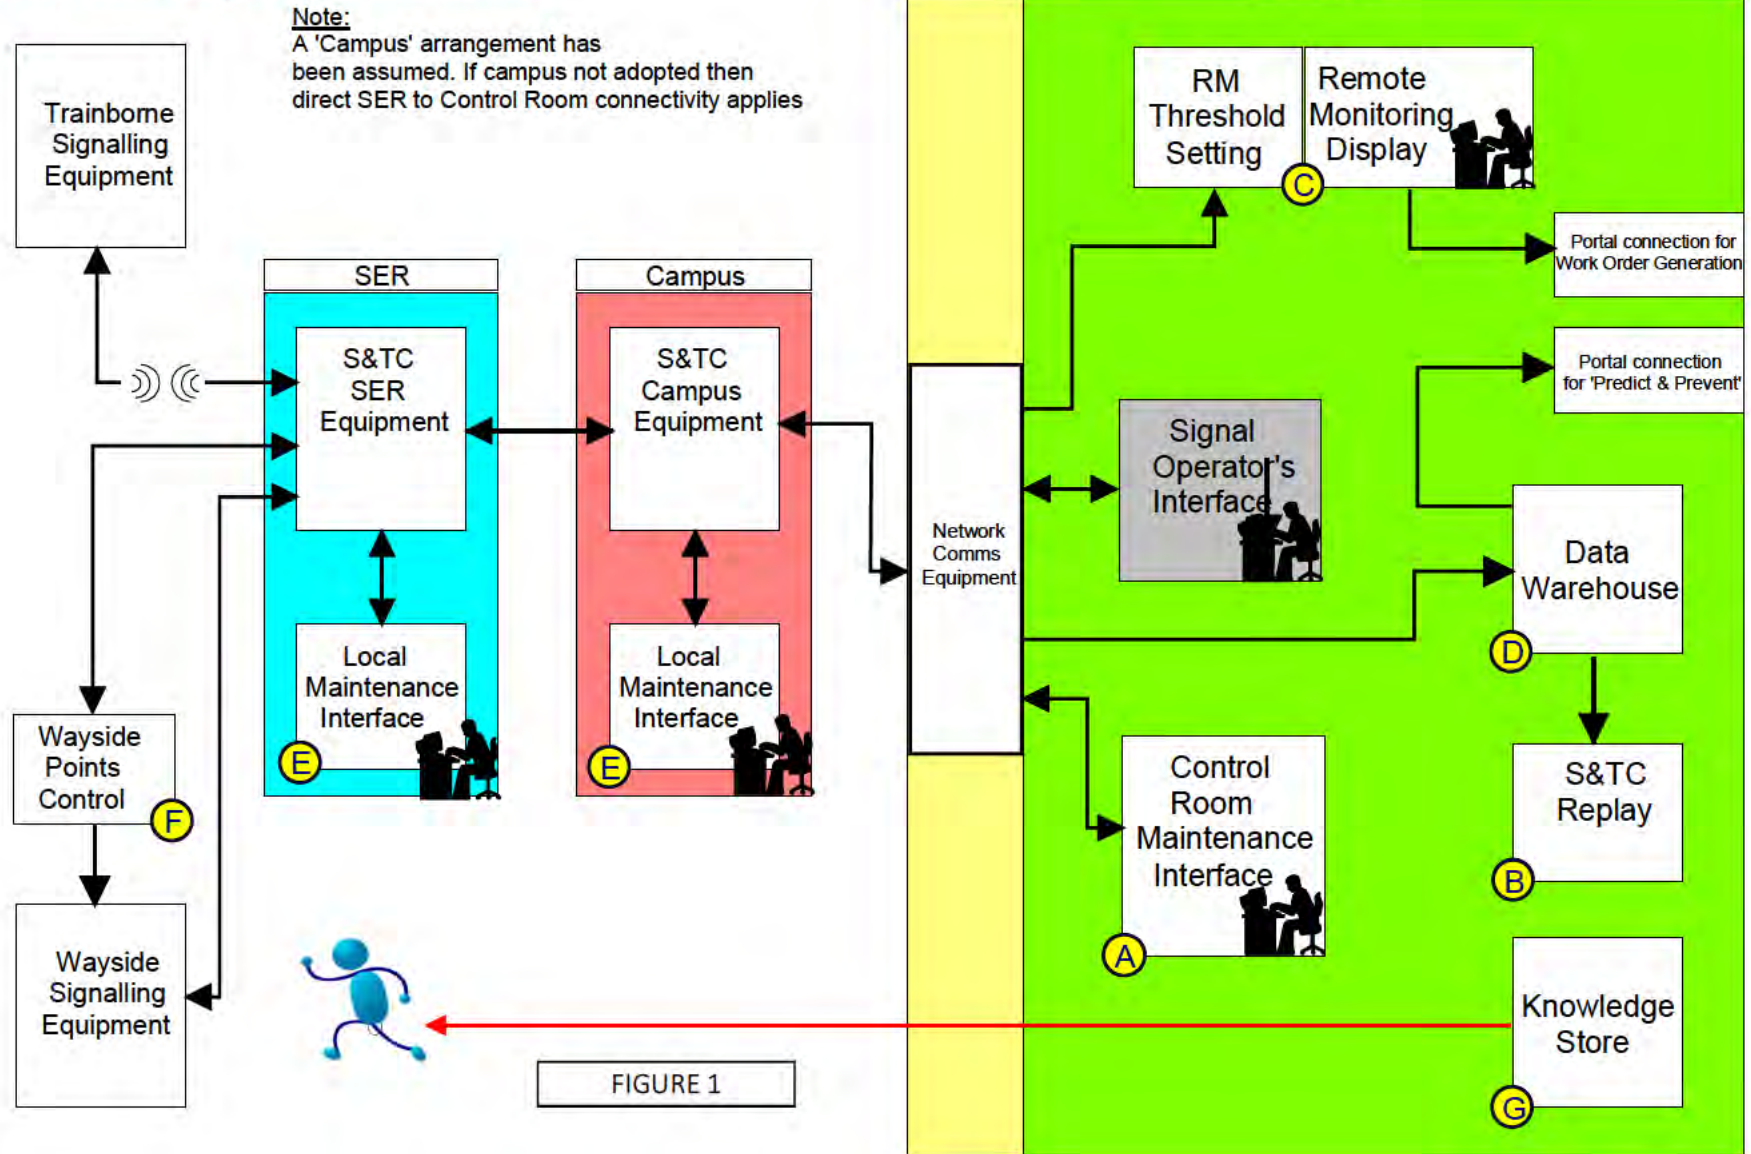 Note:
A 'Campus' arrangement has
been assumed. If campus not adopted then
direct SER to Control Room connectivity applies
Trainborne
Signalling
Equipment
SER
S&TC
SER
Equipment
Local
Maintenance
Interface
E
Campus
S&TC
Campus
Equipment
Local
Maintenance
Interface
E
Wayside
Points
Control
F
Wayside
Signalling
Equipment
Network
Comms
Equipment
RM
Threshold
Setting
Remote
Monitoring
Display
C
Portal connection for
Work Order Generation
Portal connection
for 'Predict & Prevent'
Signal
Operator's
Interface
Data
Warehouse
D
Control
Room
Maintenance
Interface
A
S&TC
Replay
B
Knowledge
Store
G
FIGURE 1